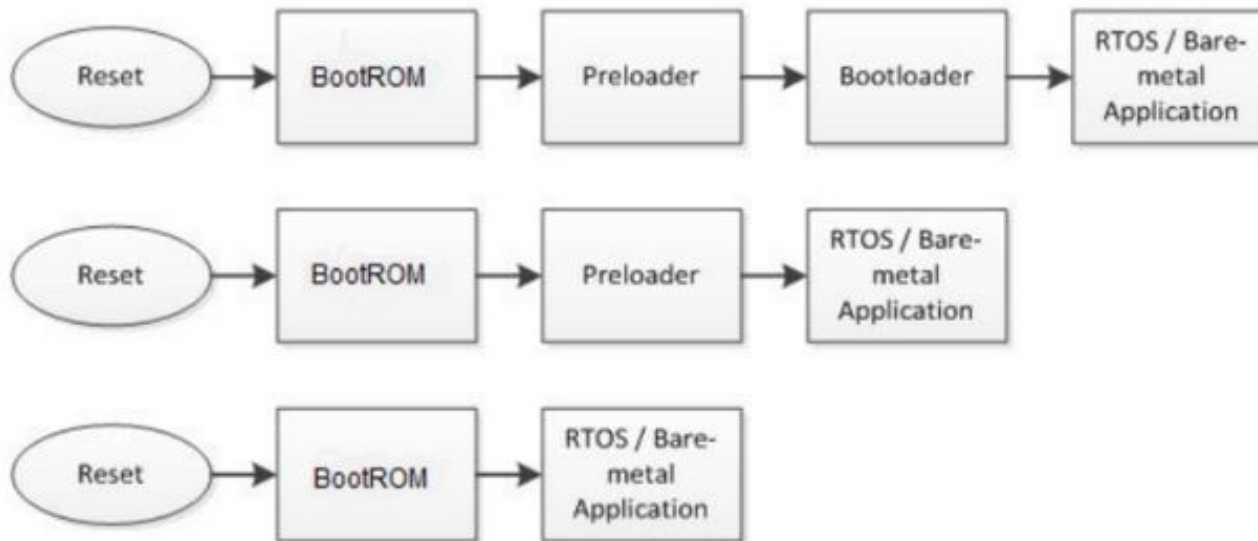 Reset
BootROM
Preloader
Bootloader
RTOS / Bare-
metal
Application
Reset
BootROM
Preloader
RTOS / Bare-
metal
Application
Reset
BootROM
RTOS / Bare-
metal
Application